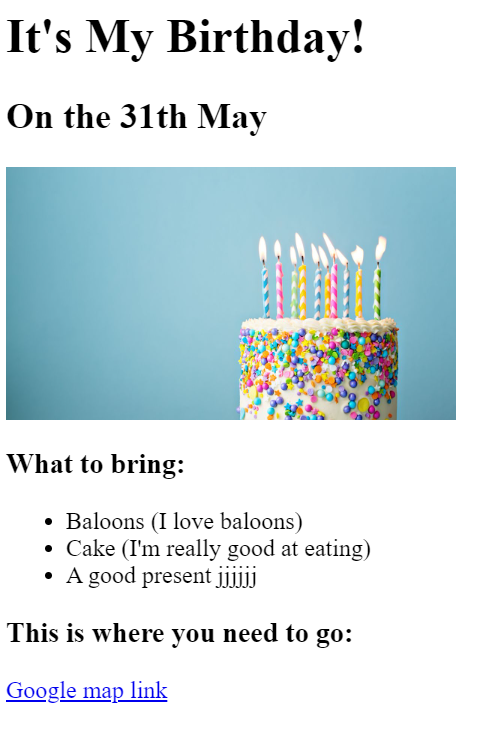 It's My Birthday!
On the 31th May
What to bring:
Baloons (I love baloons)
Cake (I'm really good at eating)
A good present jjjjjj
This is where you need to go:
Google map link